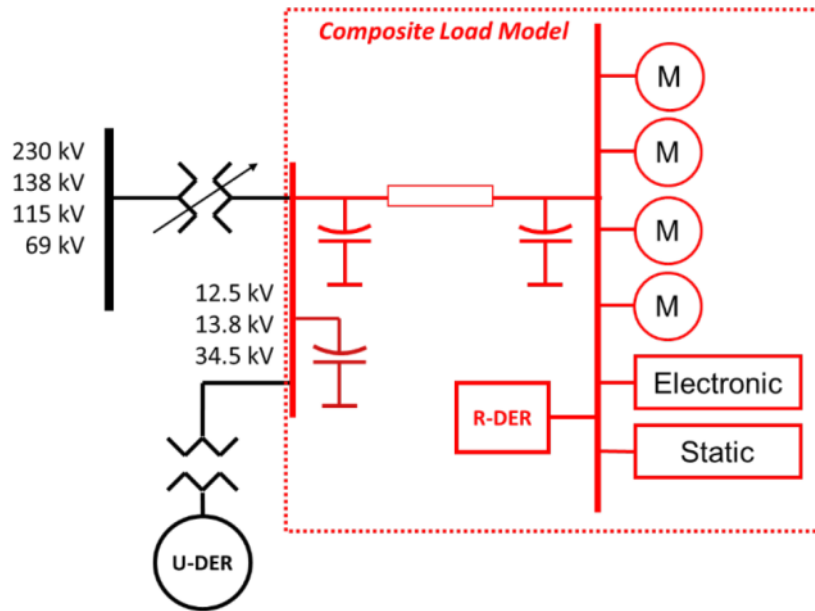 Composite Load Model
M
M
M
M
230 kV
138 kV
115 kV
69 kV
12.5 kV
13.8 kV
34.5 kV
Electronic
R-DER
Static
U-DER